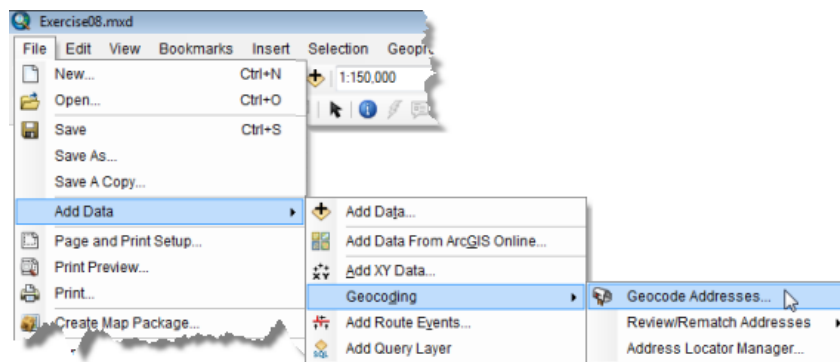 Exercise08.mxd
File Edit View Bookmarks Insert Selection
New... Ctrl+N
1:150,000
Open... Ctrl+O
Save Ctrl+S
Save As...
Save A Copy...
Add Data
Add Data...
Page and Print Setup...
Add Data From ArcGIS Online...
Print Preview...
Add XY Data...
Print...
Geocoding
Geocode Addresses...
Create Map Package...
Add Route Events...
Review/Rematch Addresses
SQL
Add Query Layer
Address Locator Manager...